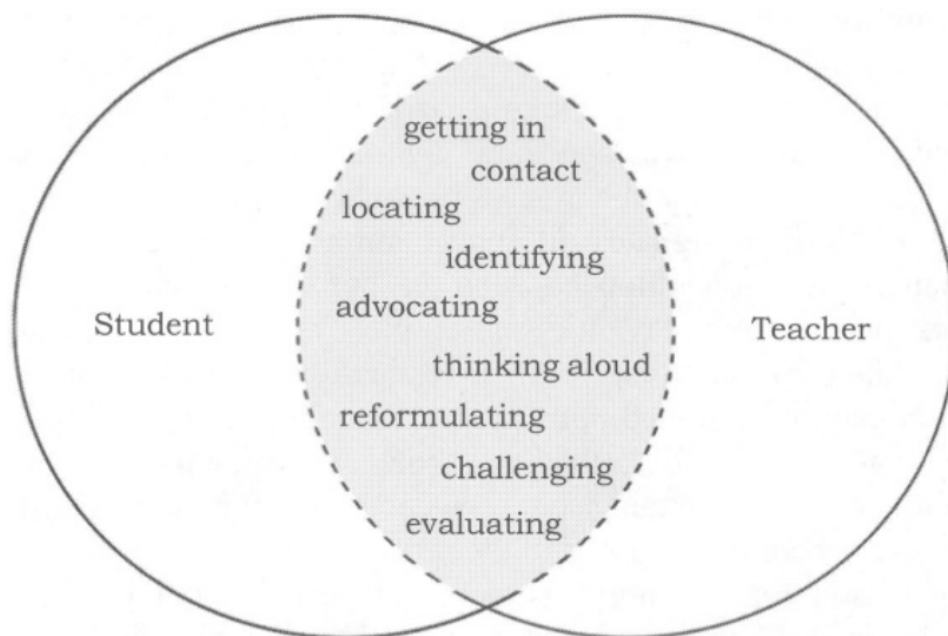 getting in
contact
locating
identifying
advocating
Student
Teacher
thinking aloud
reformulating
challenging
evaluating